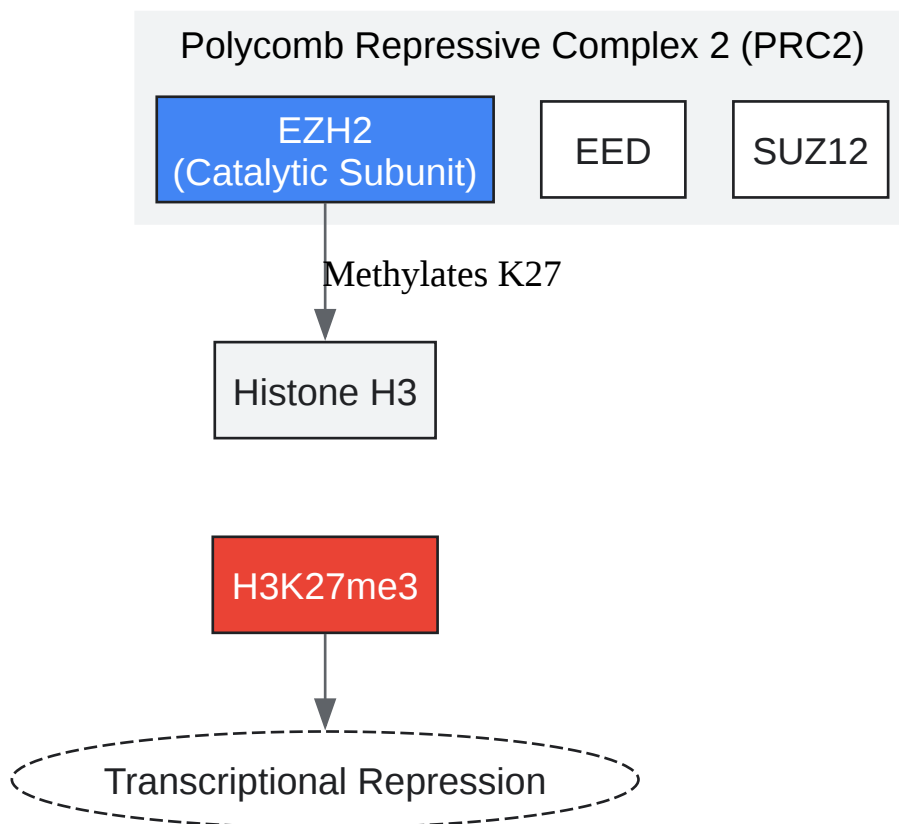 Polycomb Repressive Complex 2 (PRC2)
EZH2
(Catalytic Subunit)
EED
SUZ12
Methylates K27
Histone H3
H3K27me3
Transcriptional Repression